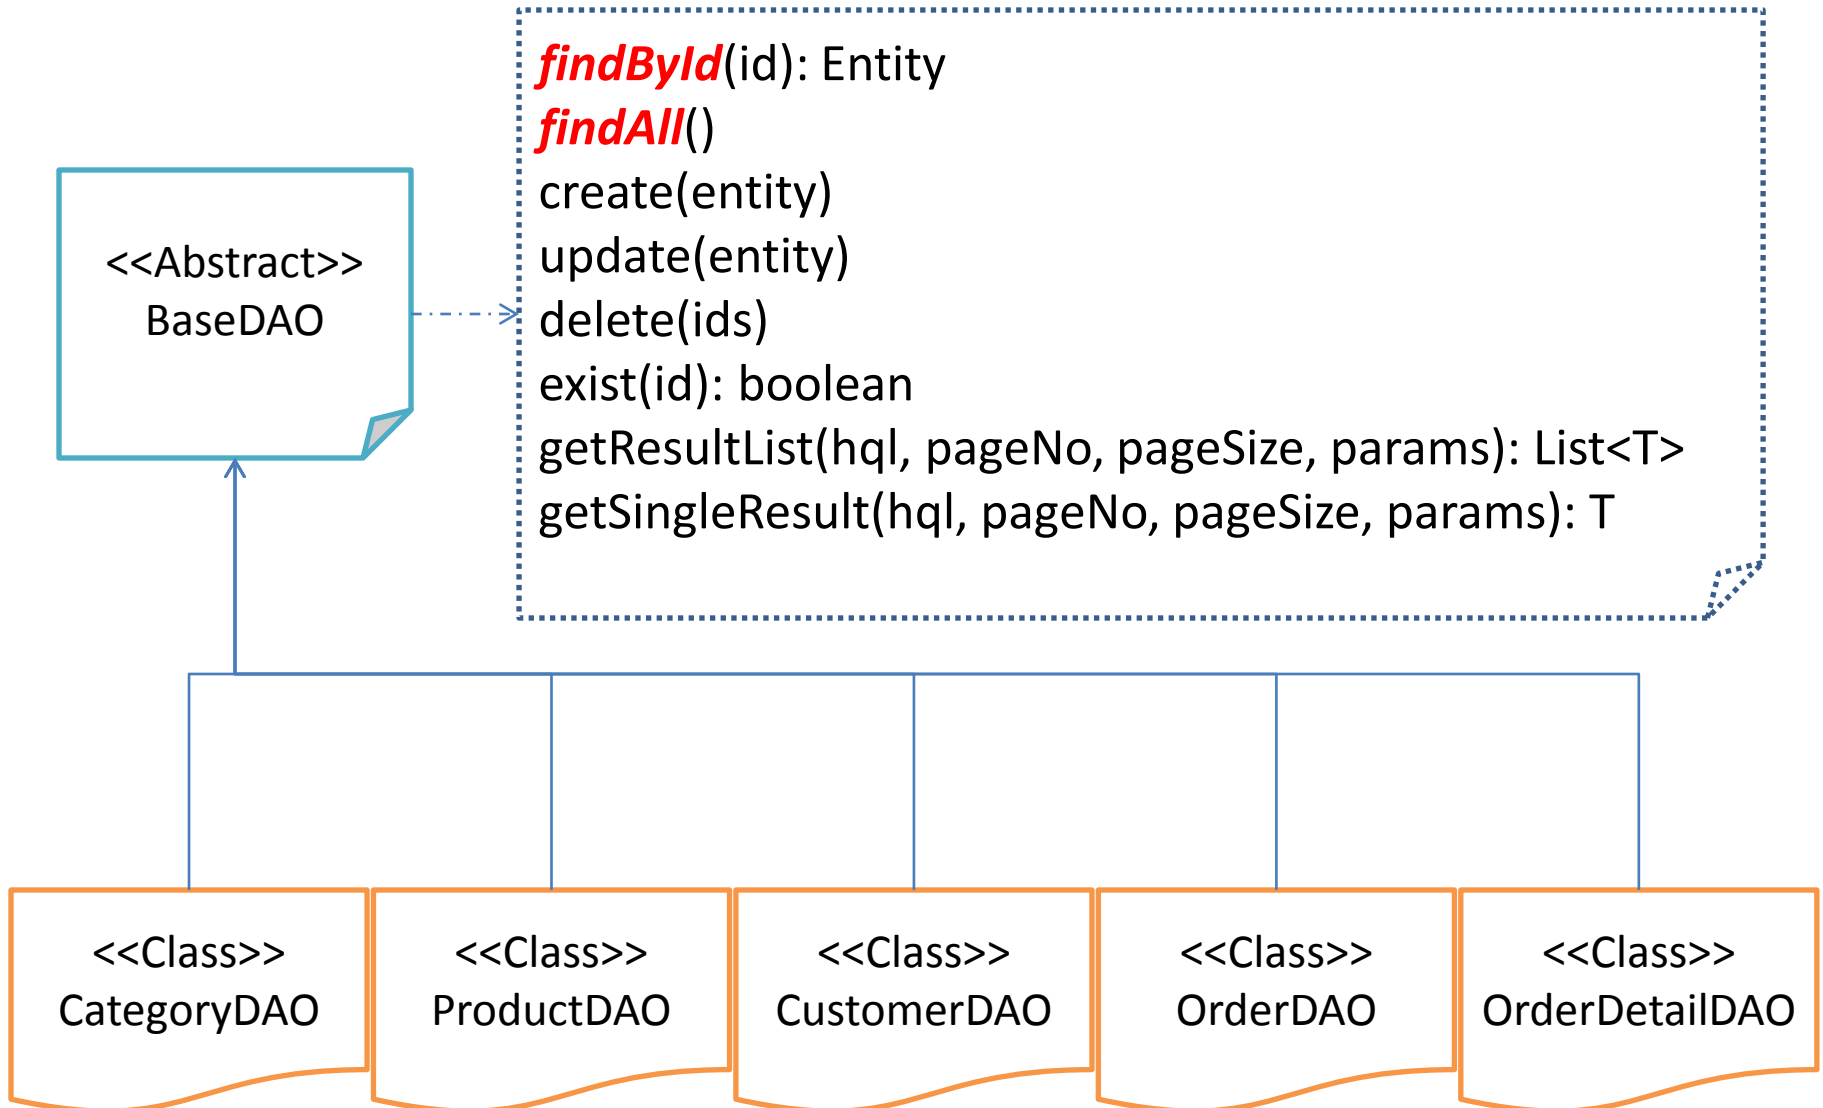 findById(id): Entity
findAll()
create(entity)
update(entity)
delete(ids)
exist(id): boolean
getResultList(hql, pageNo, pageSize, params): List<T>
getSingleResult(hql, pageNo, pageSize, params): T
<<Abstract>>
BaseDAO
<<Class>>
CategoryDAO
<<Class>>
ProductDAO
<<Class>>
CustomerDAO
<<Class>>
OrderDAO
<<Class>>
OrderDetailDAO